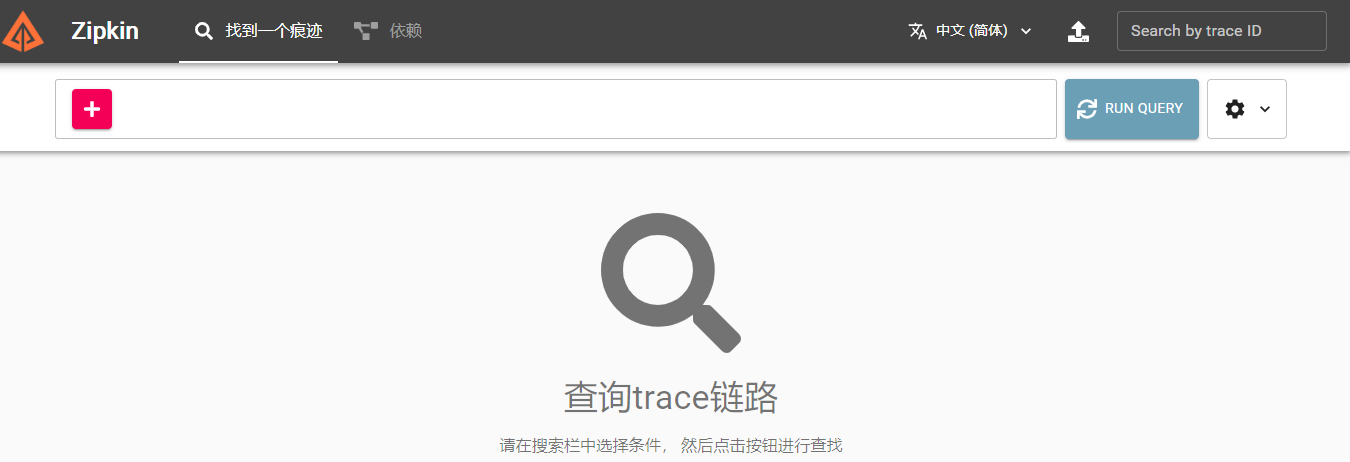 Zipkin 找到一个痕迹 依赖 中文 (简体) Search by trace ID
RUN QUERY
查询trace链路
请在搜索栏中选择条件， 然后点击按钮进行查找